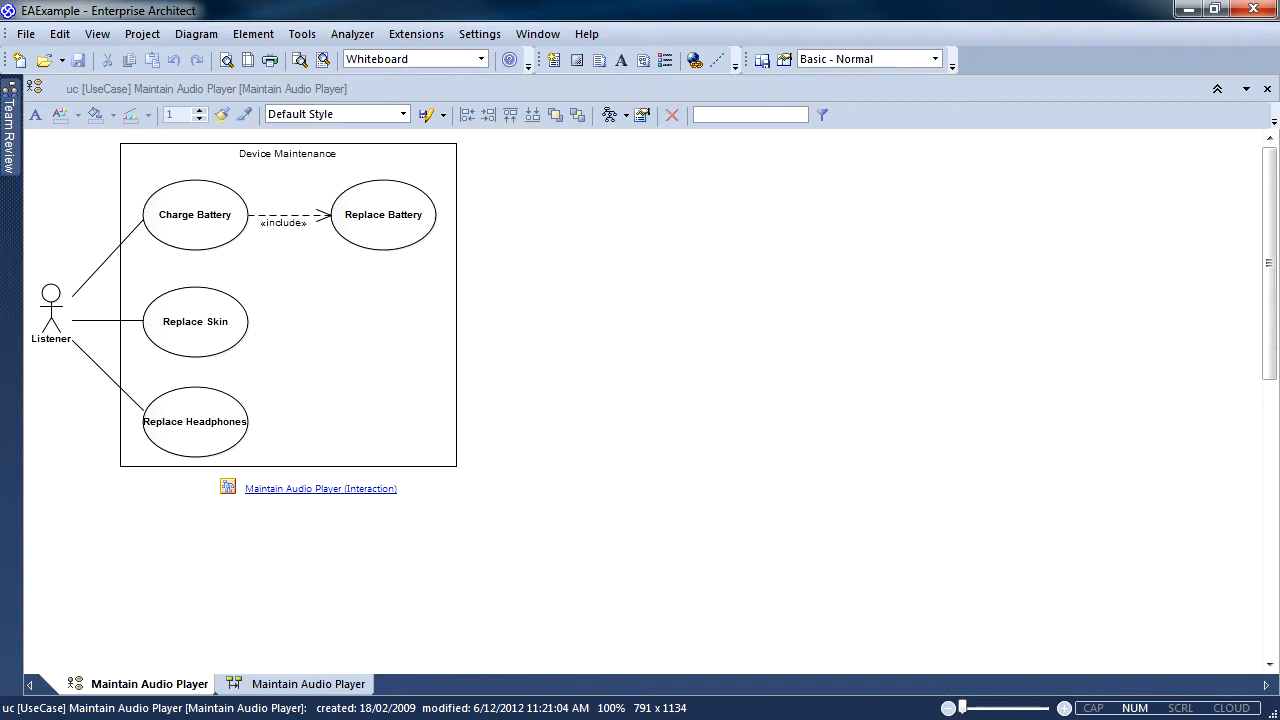 EAExample - Enterprise Architect
File Edit View Project Diagram Element Tools Analyzer Extensions Settings Window Help
Whiteboard
Basic - Normal
uc [UseCase] Maintain Audio Player [Maintain Audio Player]
1
Default Style
Team Review
Device Maintenance
Charge Battery
«include»
Replace Battery
Replace Skin
Listener
Replace Headphones
Maintain Audio Player (Interaction)
Maintain Audio Player
Maintain Audio Player
uc [UseCase] Maintain Audio Player [Maintain Audio Player]: created: 18/02/2009 modified: 6/12/2012 11:21:04 AM 100% 791 x 1134
CAP NUM SCRL CLOUD